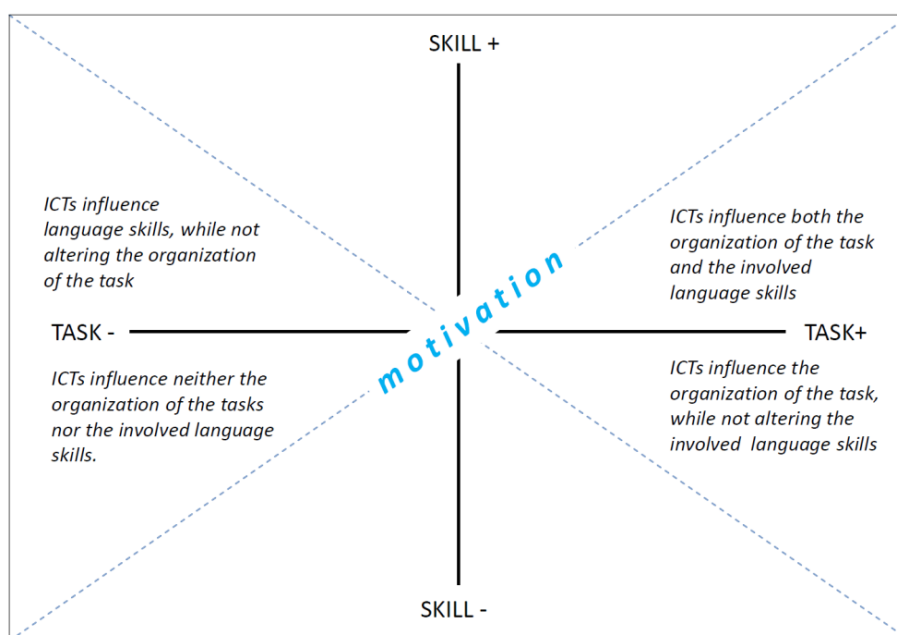 SKILL +
ICTs influence
language skills, while not
altering the organization
of the task
ICTs influence both the
organization of the task
and the involved
language skills
motivation
TASK -
TASK+
ICTs influence neither the
organization of the tasks
nor the involved language
skills.
ICTs influence the
organization of the task,
while not altering the
involved language skills
SKILL -